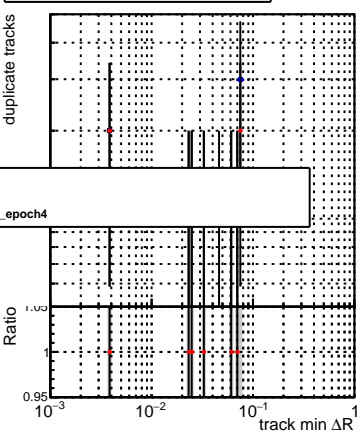 duplicate tracks
_epoch4
Ratio
1.05
1
0.95
10⁻³ 10⁻² 10⁻¹ 1
track min ΔR